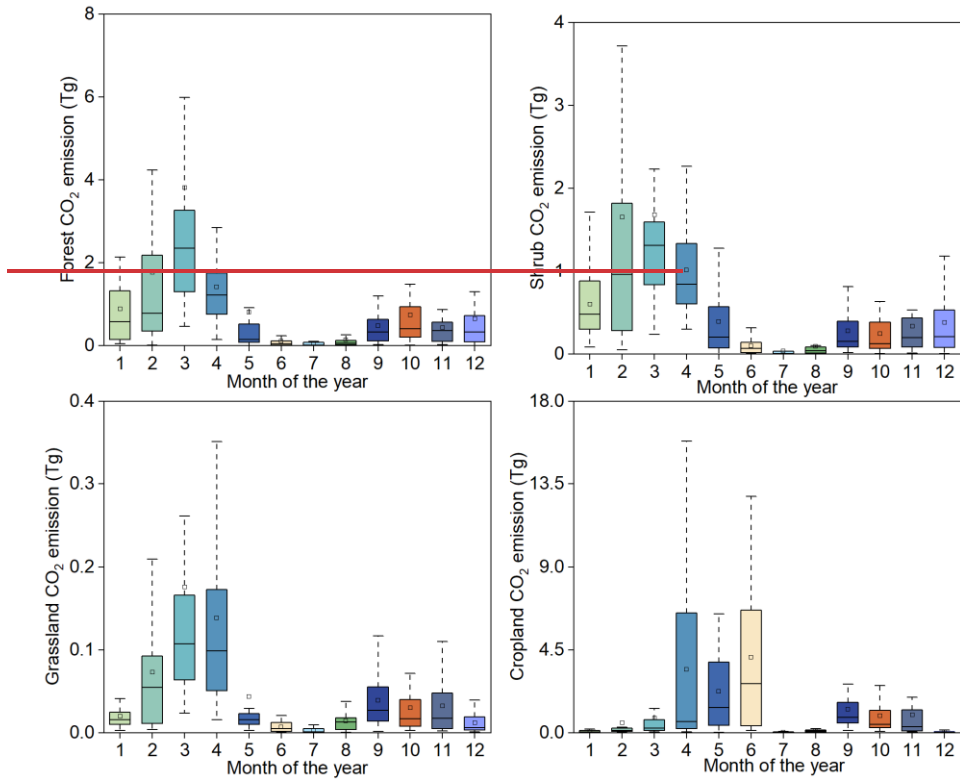 Forest CO₂ emission (Tg)
8
6
4
2
0
1 2 3 4 5 6 7 8 9 10 11 12
Month of the year
Shrub CO₂ emission (Tg)
4
3
2
1
0
1 2 3 4 5 6 7 8 9 10 11 12
Month of the year
Grassland CO₂ emission (Tg)
0.4
0.3
0.2
0.1
0.0
1 2 3 4 5 6 7 8 9 10 11 12
Month of the year
Cropland CO₂ emission (Tg)
18.0
13.5
9.0
4.5
0.0
1 2 3 4 5 6 7 8 9 10 11 12
Month of the year